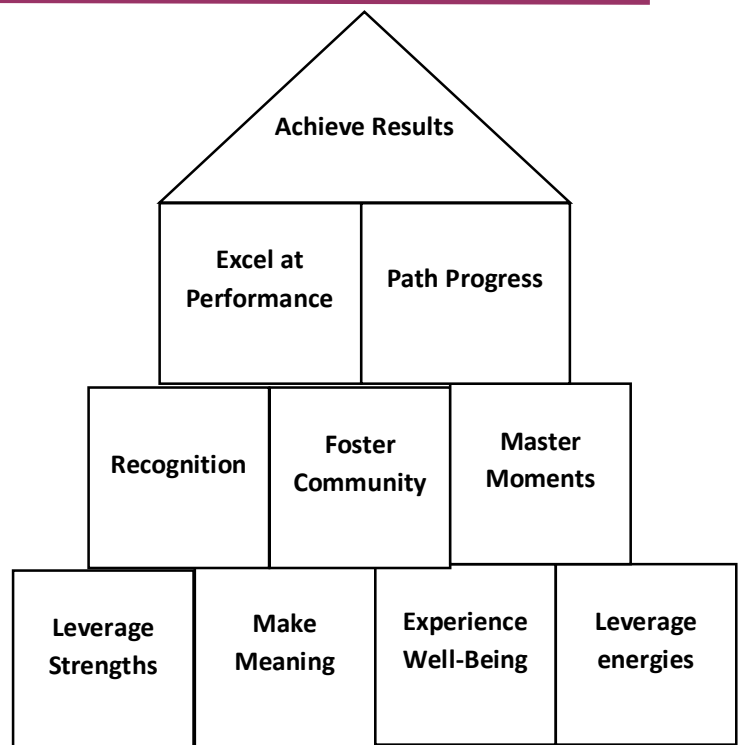 Achieve Results
Excel at
Performance
Path Progress
Recognition
Foster
Community
Master
Moments
Leverage
Strengths
Make
Meaning
Experience
Well-Being
Leverage
energies